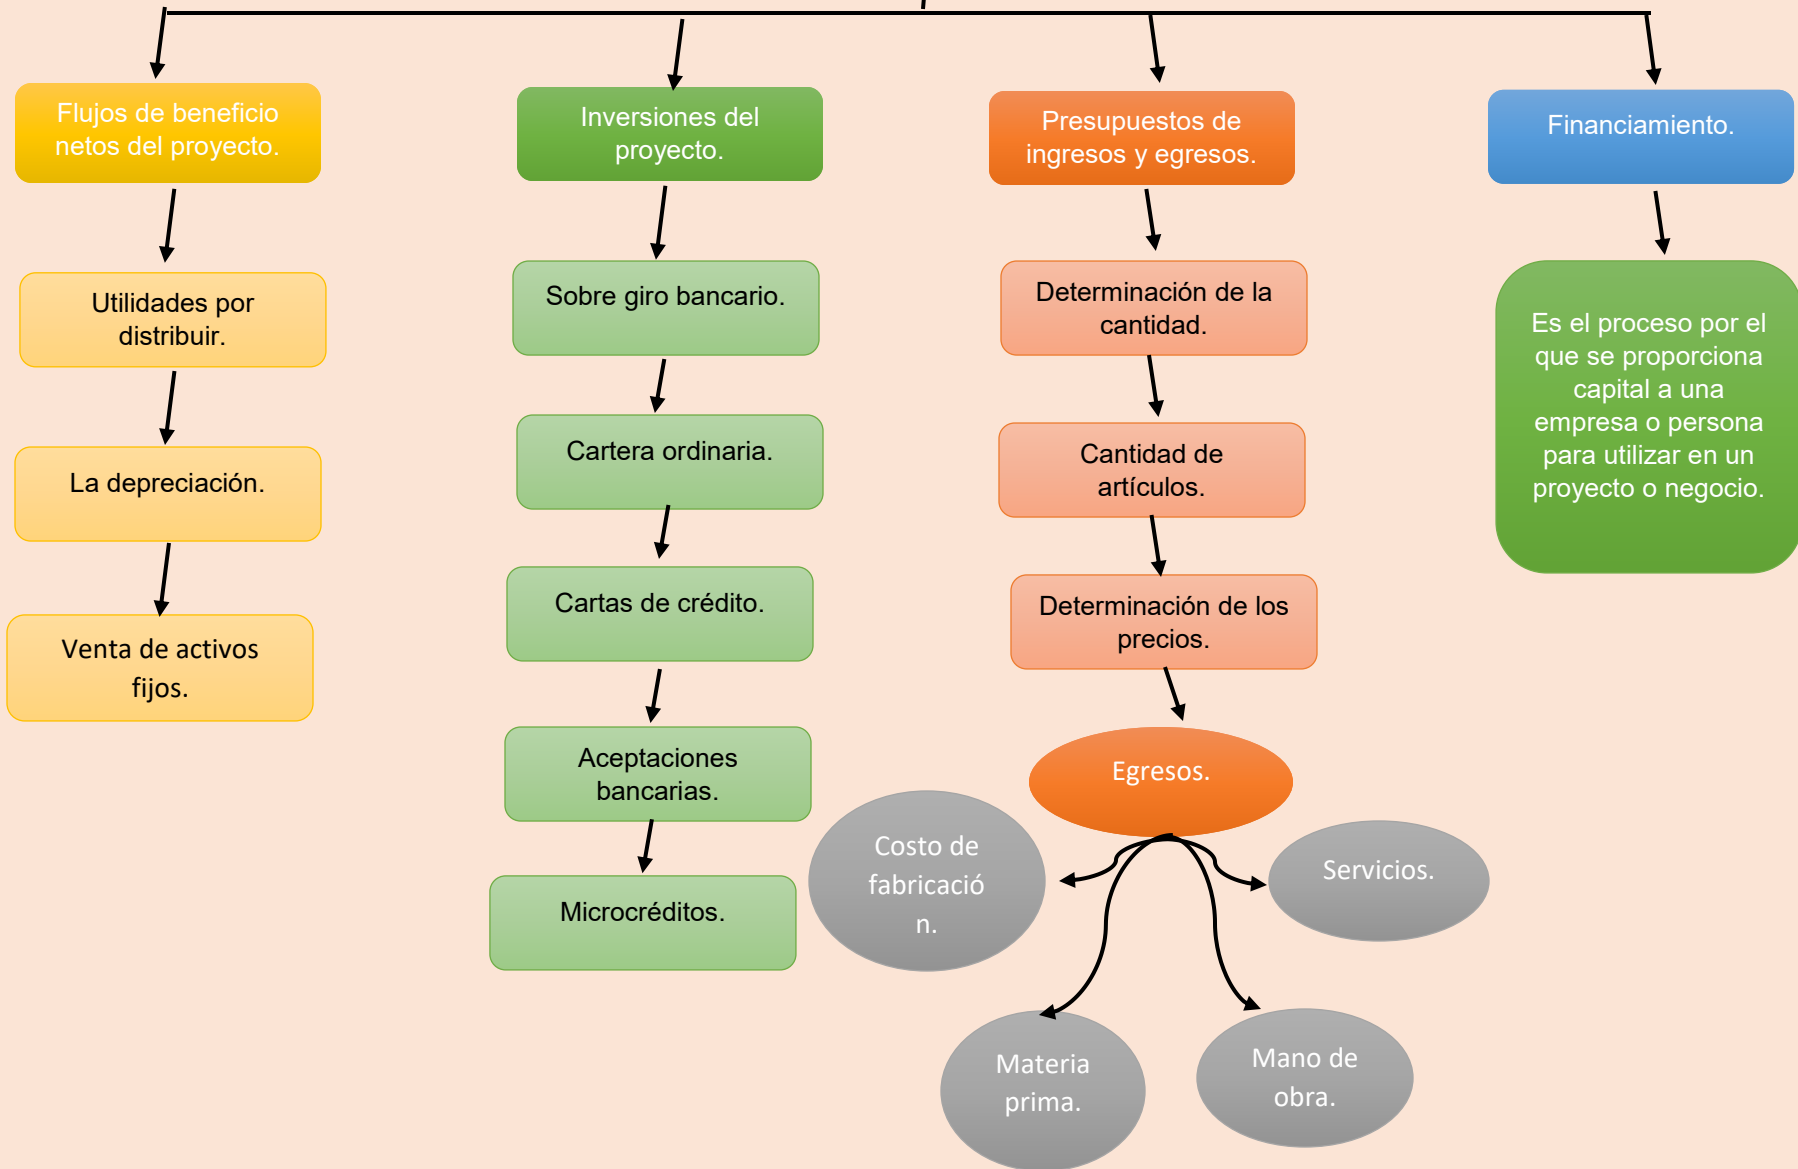 Flujos de beneficio
netos del proyecto.
Utilidades por
distribuir.
La depreciación.
Venta de activos
fijos.
Inversiones del
proyecto.
Sobre giro bancario.
Cartera ordinaria.
Cartas de crédito.
Aceptaciones
bancarias.
Microcréditos.
Presupuestos de
ingresos y egresos.
Determinación de la
cantidad.
Cantidad de
artículos.
Determinación de los
precios.
Egresos.
Costo de
fabricació
n.
Servicios.
Materia
prima.
Mano de
obra.
Financiamiento.
Es el proceso por el
que se proporciona
capital a una
empresa o persona
para utilizar en un
proyecto o negocio.